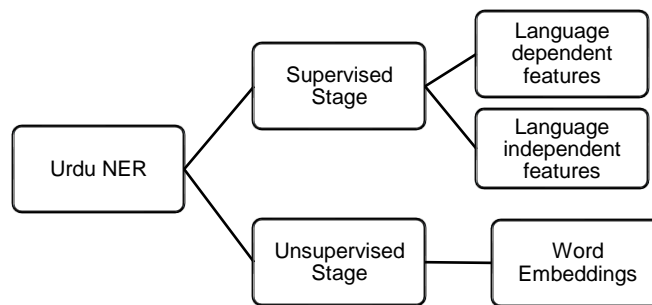 Urdu NER
Supervised
Stage
Language
dependent
features
Language
independent
features
Unsupervised
Stage
Word
Embeddings